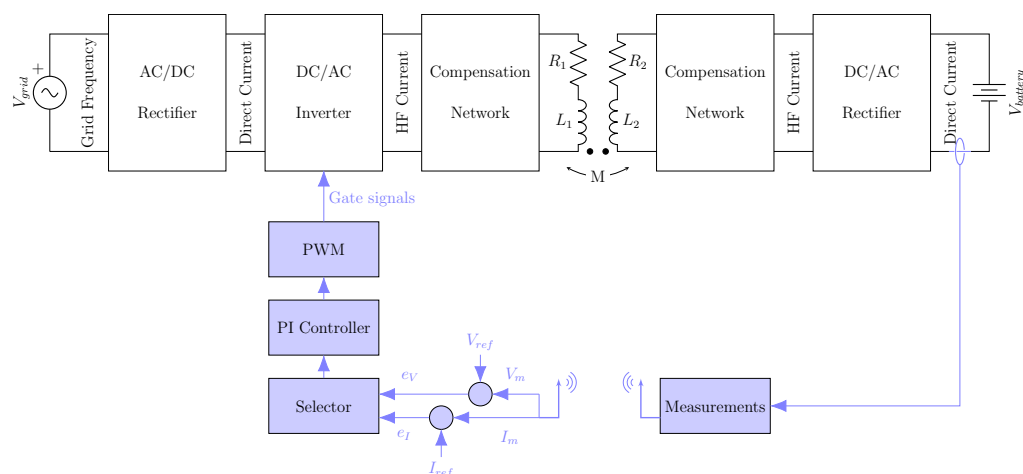 V_grid
+
Grid Frequency
AC/DC
Rectifier
Direct Current
DC/AC
Inverter
HF Current
Compensation
Network
R_1
L_1
M
R_2
L_2
Compensation
Network
HF Current
DC/AC
Rectifier
Direct Current
V_battery
Gate signals
PWM
PI Controller
Selector
e_V
e_I
V_ref
V_m
I_m
I_ref
Measurements